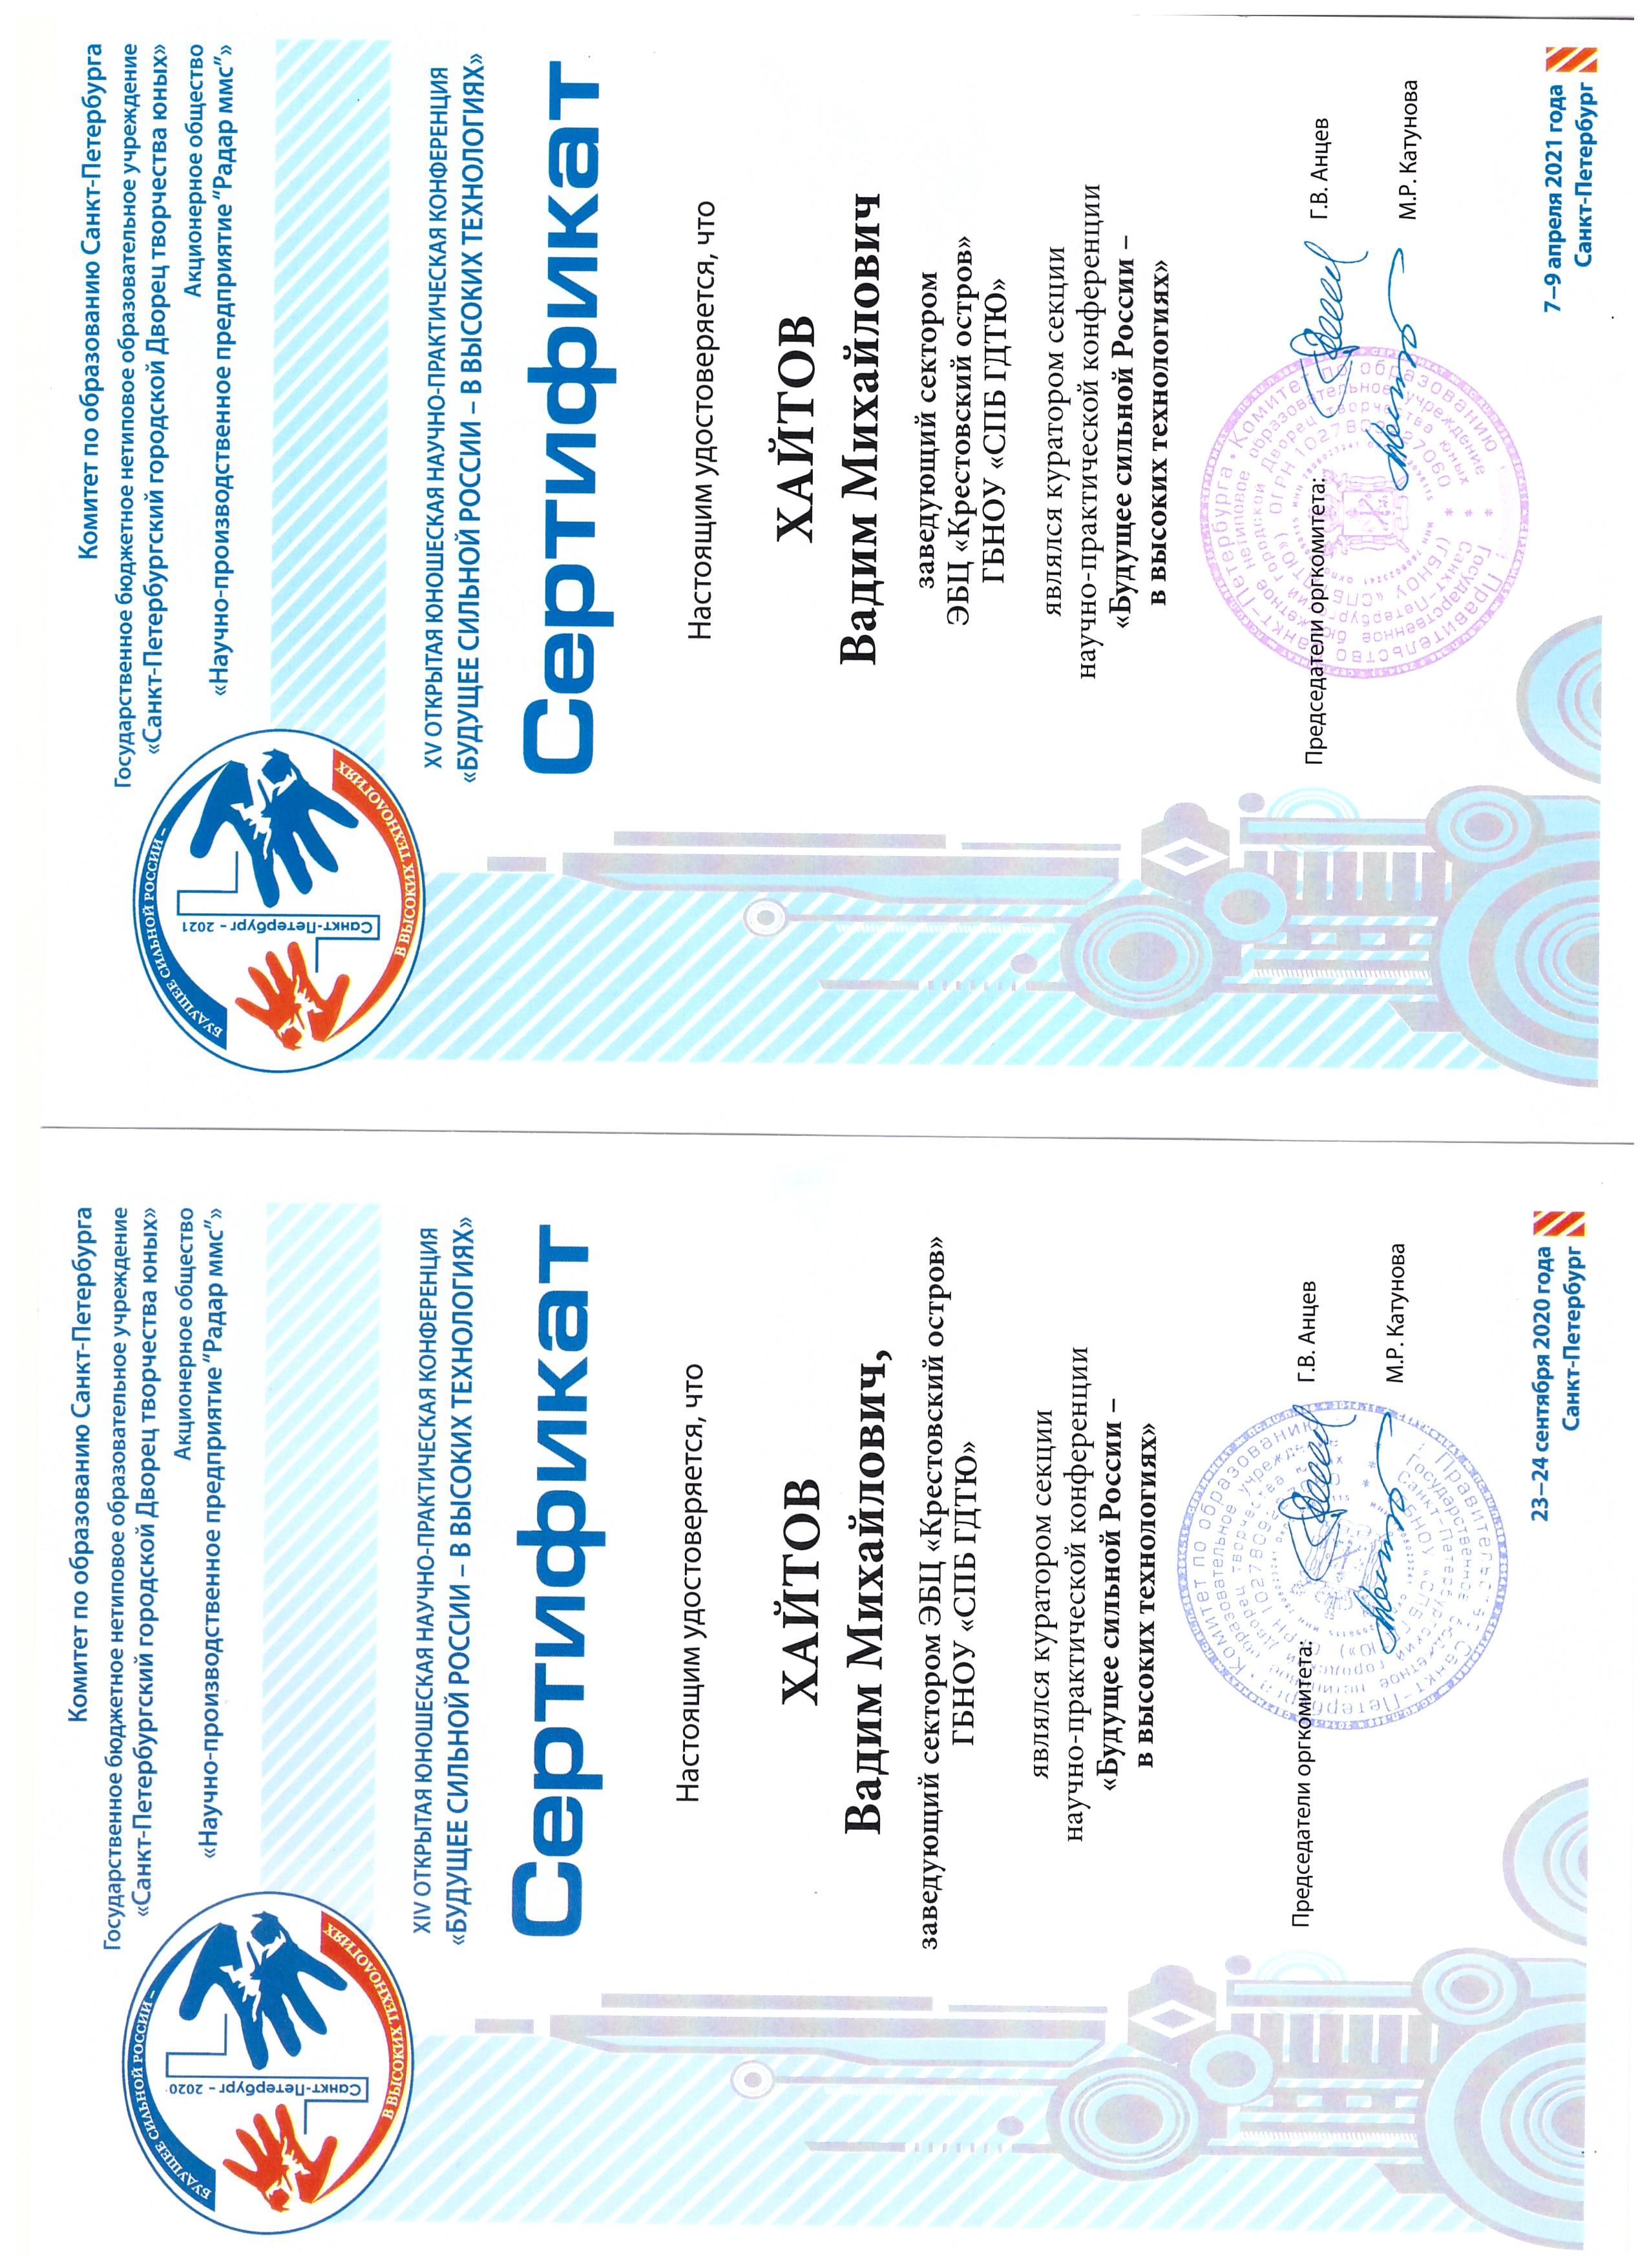 Комитет по образованию Санкт-Петербурга
Государственное бюджетное нетиповое образовательное учреждение
«Санкт-Петербургский городской Дворец творчества юных»
Акционерное общество
«Научно-производственное предприятие “Радар ммс”»
БУДУЩЕЕ СИЛЬНОЙ РОССИИ –
Санкт-Петербург - 2020
В ВЫСОКИХ ТЕХНОЛОГИЯХ
XIV ОТКРЫТАЯ ЮНОШЕСКАЯ НАУЧНО-ПРАКТИЧЕСКАЯ КОНФЕРЕНЦИЯ
«БУДУЩЕЕ СИЛЬНОЙ РОССИИ – В ВЫСОКИХ ТЕХНОЛОГИЯХ»
Сертификат
Настоящим удостоверяется, что
ХАЙТОВ
Вадим Михайлович,
заведующий сектором ЭБЦ «Крестовский остров»
ГБНОУ «СПБ ГДТЮ»
являлся куратором секции
научно-практической конференции
«Будущее сильной России –
в высоких технологиях»
Председатели оргкомитета:
Г.В. Анцев
М.Р. Катунова
23–24 сентября 2020 года
Санкт-Петербург
Комитет по образованию Санкт-Петербурга
Государственное бюджетное нетиповое образовательное учреждение
«Санкт-Петербургский городской Дворец творчества юных»
Акционерное общество
«Научно-производственное предприятие “Радар ммс”»
БУДУЩЕЕ СИЛЬНОЙ РОССИИ –
Санкт-Петербург - 2021
В ВЫСОКИХ ТЕХНОЛОГИЯХ
XV ОТКРЫТАЯ ЮНОШЕСКАЯ НАУЧНО-ПРАКТИЧЕСКАЯ КОНФЕРЕНЦИЯ
«БУДУЩЕЕ СИЛЬНОЙ РОССИИ – В ВЫСОКИХ ТЕХНОЛОГИЯХ»
Сертификат
Настоящим удостоверяется, что
ХАЙТОВ
Вадим Михайлович
заведующий сектором
ЭБЦ «Крестовский остров»
ГБНОУ «СПБ ГДТЮ»
являлся куратором секции
научно-практической конференции
«Будущее сильной России –
в высоких технологиях»
Председатели оргкомитета:
Г.В. Анцев
М.Р. Катунова
7–9 апреля 2021 года
Санкт-Петербург